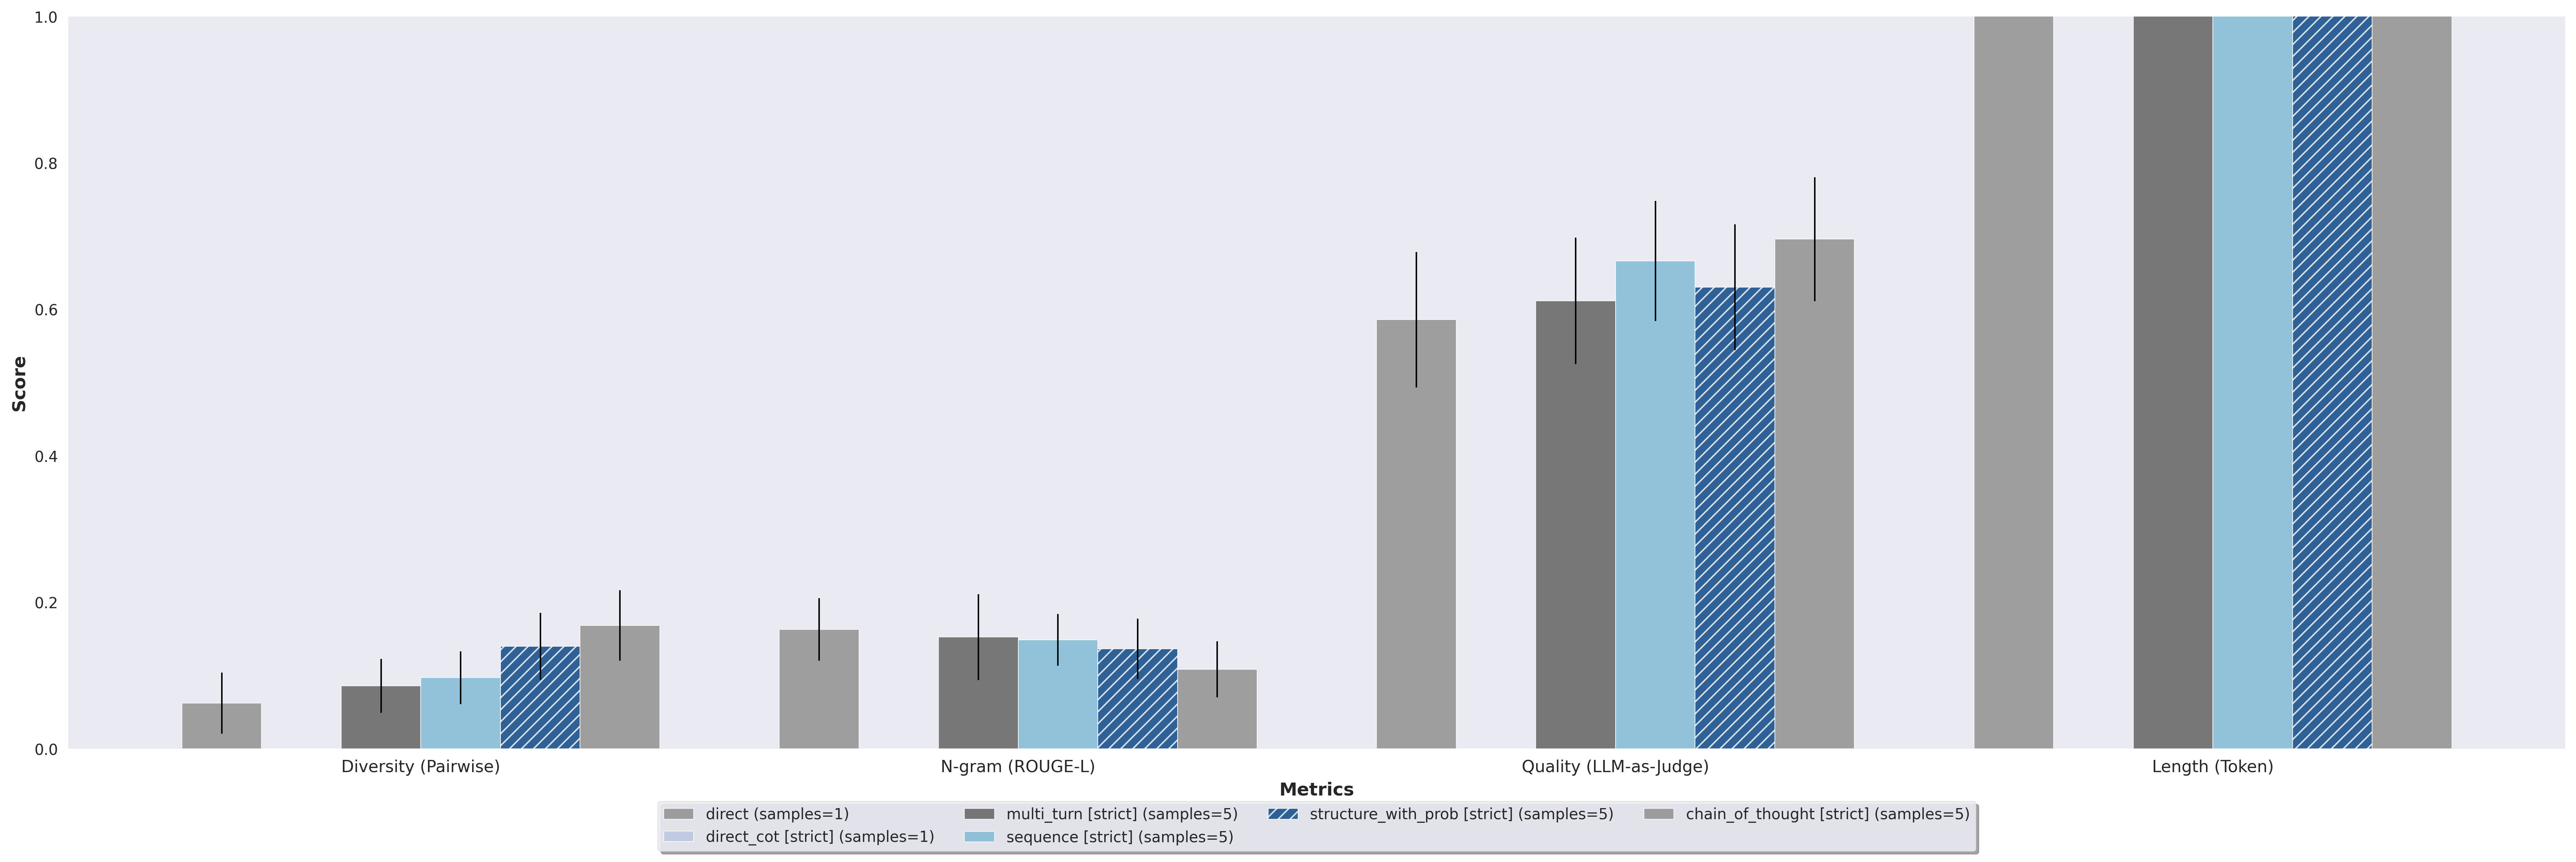 1.0
0.8
0.6
0.4
0.2
0.0
Score
Diversity (Pairwise)
N-gram (ROUGE-L)
Quality (LLM-as-Judge)
Length (Token)
Metrics
direct (samples=1)
direct_cot [strict] (samples=1)
multi_turn [strict] (samples=5)
sequence [strict] (samples=5)
structure_with_prob [strict] (samples=5)
chain_of_thought [strict] (samples=5)